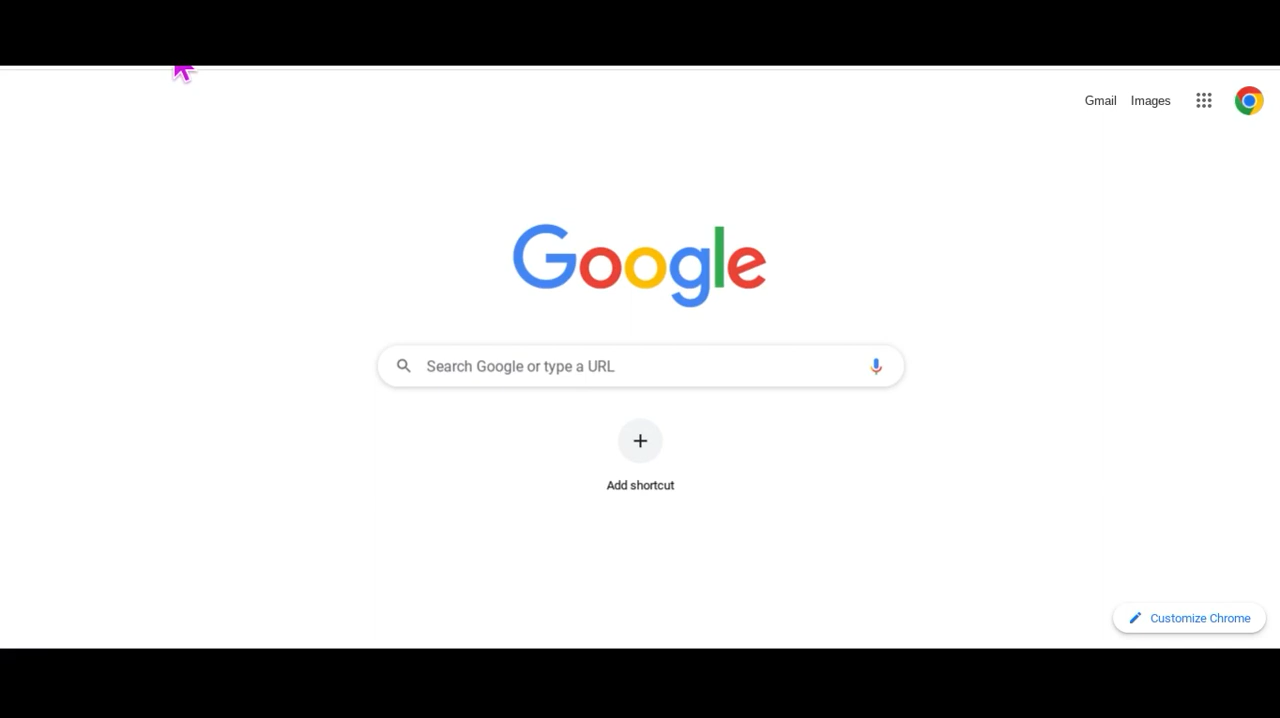 Gmail Images
Google
Search Google or type a URL
Add shortcut
Customize Chrome